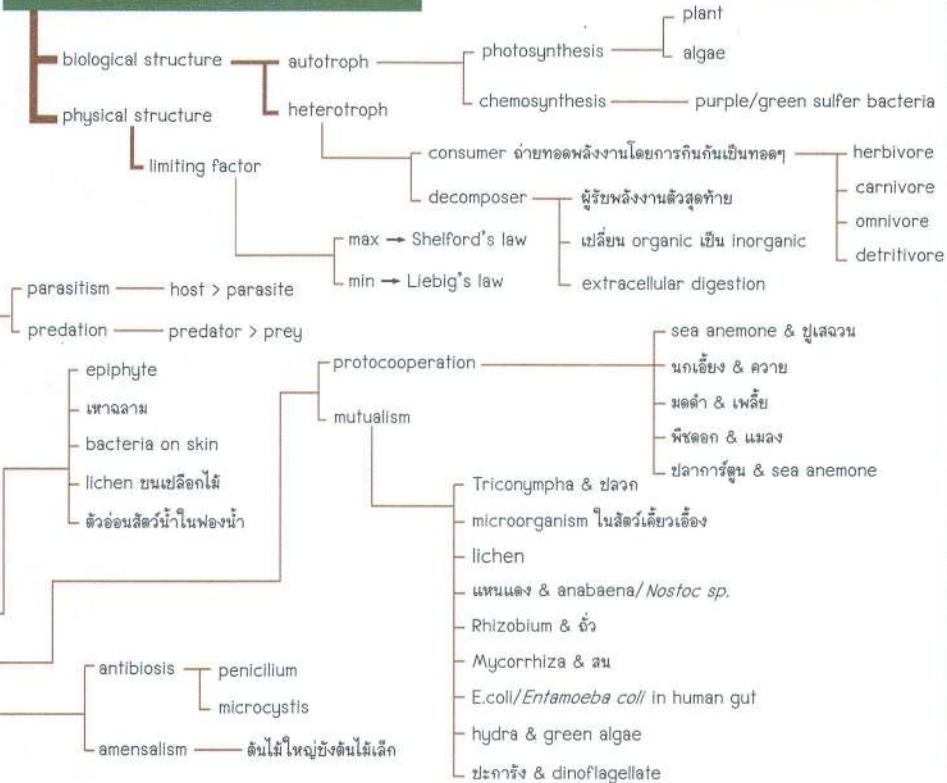 plant
biological structure
autotroph
photosynthesis
algae
chemosynthesis
purple/green sulfer bacteria
physical structure
heterotroph
limiting factor
consumer ถ่ายทอดพลังงานโดยการกินกันเป็นทอดๆ
herbivore
carnivore
omnivore
detritivore
decomposer
ผู้รับพลังงานตัวสุดท้าย
เปลี่ยน organic เป็น inorganic
extracellular digestion
max → Shelford's law
min → Liebig's law
parasitism
host > parasite
predation
predator > prey
epiphyte
เหาฉลาม
bacteria on skin
lichen บนเปลือกไม้
ตัวอ่อนสัตว์น้ำในฟองน้ำ
protocooperation
sea anemone & ปูเสฉวน
นกเอี้ยง & ควาย
มดดำ & เพลี้ย
พืชดอก & แมลง
ปลาการ์ตูน & sea anemone
mutualism
Triconympha & ปลวก
microorganism ในสัตว์เคี้ยวเอื้อง
lichen
แหนแดง & anabaena/Nostoc sp.
Rhizobium & ถั่ว
Mycorrhiza & สน
E.coli/Entamoeba coli in human gut
hydra & green algae
ปะการัง & dinoflagellate
antibiosis
penicilium
microcystis
amensalism
ต้นไม้ใหญ่บังต้นไม้เล็ก